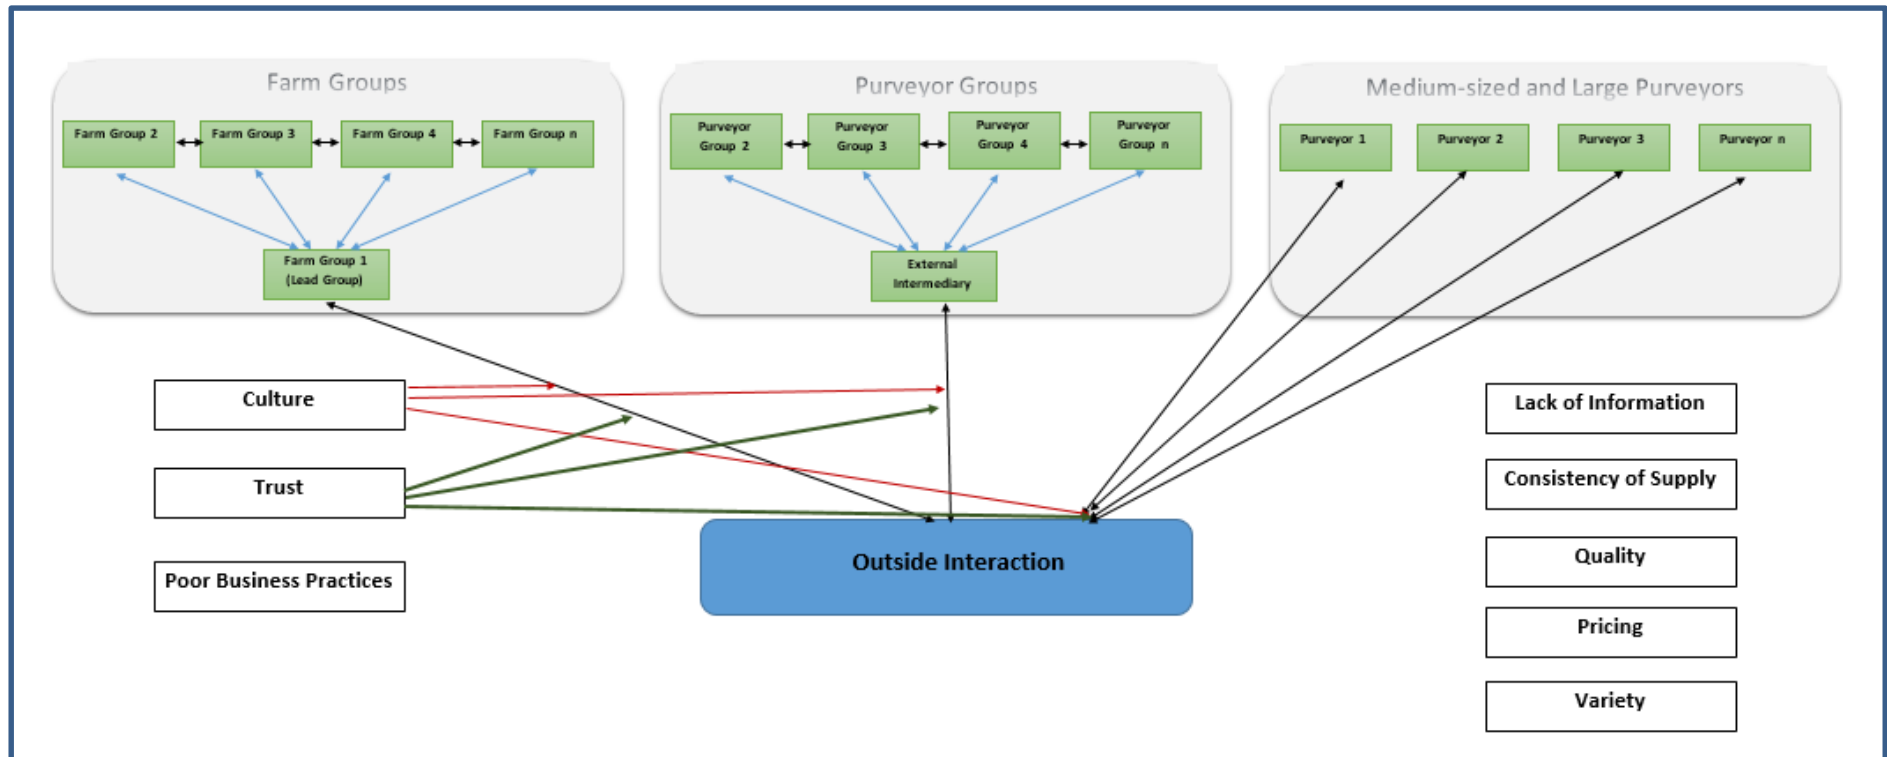 Farm Groups
Purveyor Groups
Medium-sized and Large Purveyors
Farm Group 2
Farm Group 3
Farm Group 4
Farm Group n
Purveyor
Group 2
Purveyor
Group 3
Purveyor
Group 4
Purveyor
Group n
Purveyor 1
Purveyor 2
Purveyor 3
Purveyor n
Farm Group 1
(Lead Group)
External
Intermediary
Culture
Trust
Poor Business Practices
Outside Interaction
Lack of Information
Consistency of Supply
Quality
Pricing
Variety